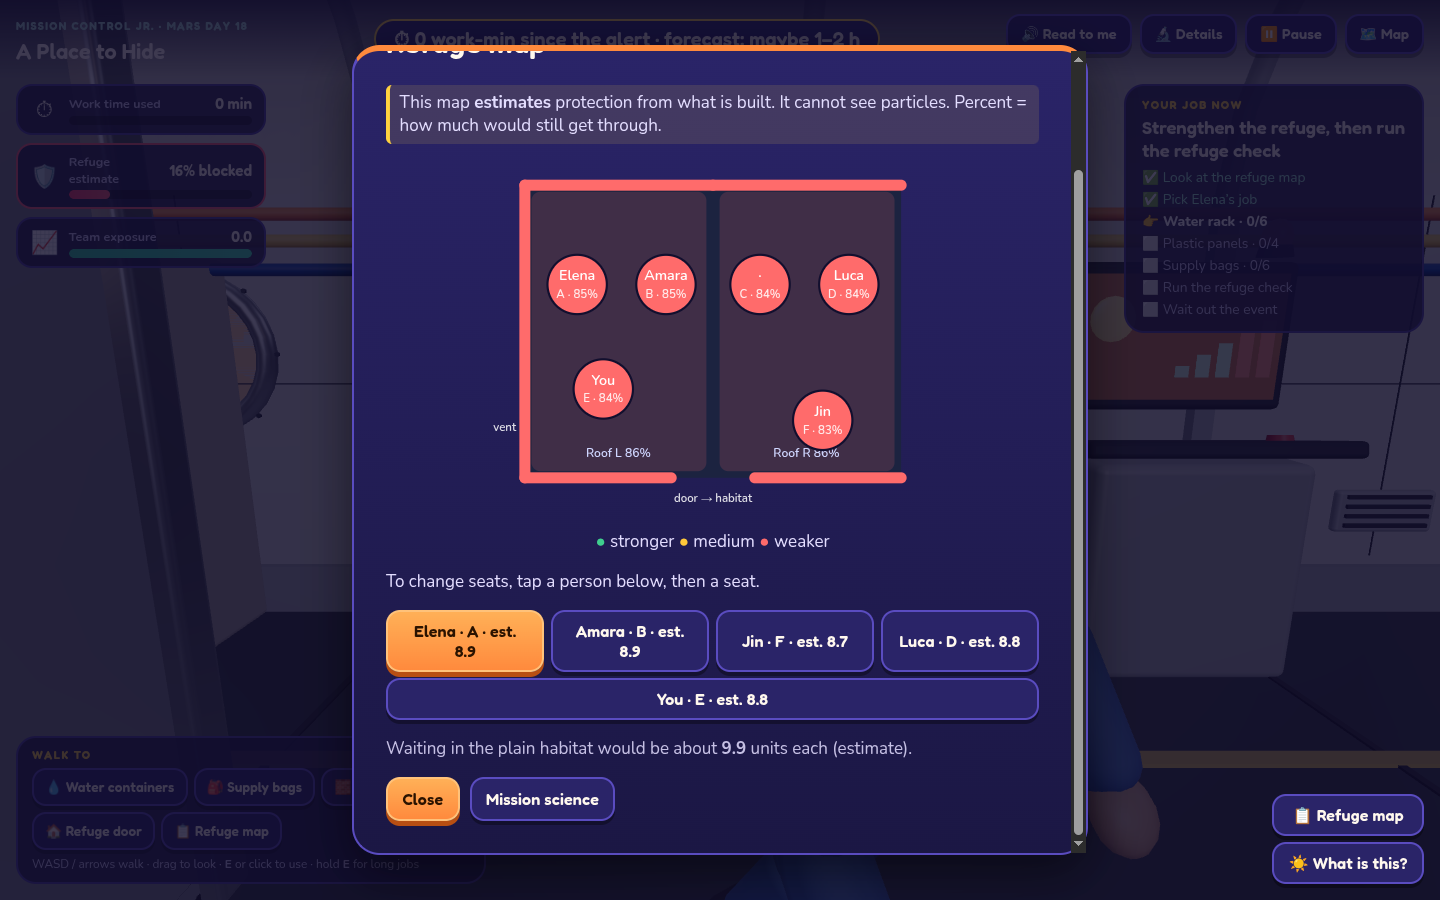 MISSION CONTROL JR. · MARS DAY 16
A Place to Hide
⏱ 0 work-min since the alert · forecast: maybe 1–2 h
🔊 Read to me
🔬 Details
⏸ Pause
🗺️ Map
Work time used
0 min
Refuge
estimate
16% blocked
Team exposure
0.0
YOUR JOB NOW
Strengthen the refuge, then run
the refuge check
✅ Look at the refuge map
✅ Pick Elena's job
👉 Water rack · 0/6
Plastic panels · 0/4
Supply bags · 0/6
Run the refuge check
Wait out the event
Refuge map
This map estimates protection from what is built. It cannot see particles. Percent =
how much would still get through.
Elena
A · 85%
Amara
B · 85%
·
C · 84%
Luca
D · 84%
You
E · 84%
Jin
F · 83%
vent
Roof L 86%
Roof R 86%
door → habitat
● stronger ● medium ● weaker
To change seats, tap a person below, then a seat.
Elena · A · est.
8.9
Amara · B · est.
8.9
Jin · F · est. 8.7
Luca · D · est. 8.8
You · E · est. 8.8
Waiting in the plain habitat would be about 9.9 units each (estimate).
Close
Mission science
WALK TO
💧 Water containers
🎒 Supply bags
🏠 Refuge door
📋 Refuge map
WASD / arrows walk · drag to look · E or click to use · hold E for long jobs
📋 Refuge map
☀️ What is this?